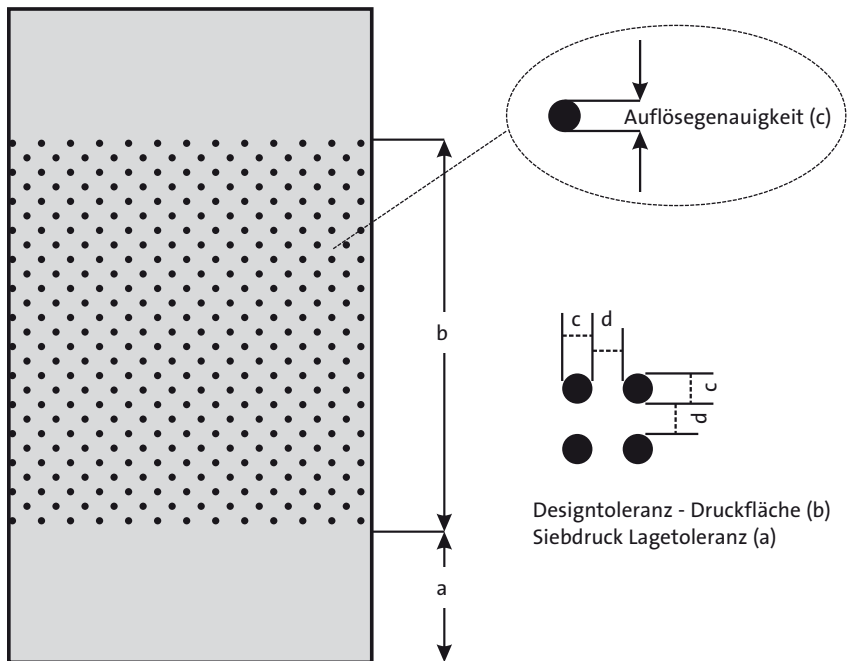 Auflösegenauigkeit (c)
b
c d
c
d
Designtoleranz - Druckfläche (b)
Siebdruck Lagetoleranz (a)
a